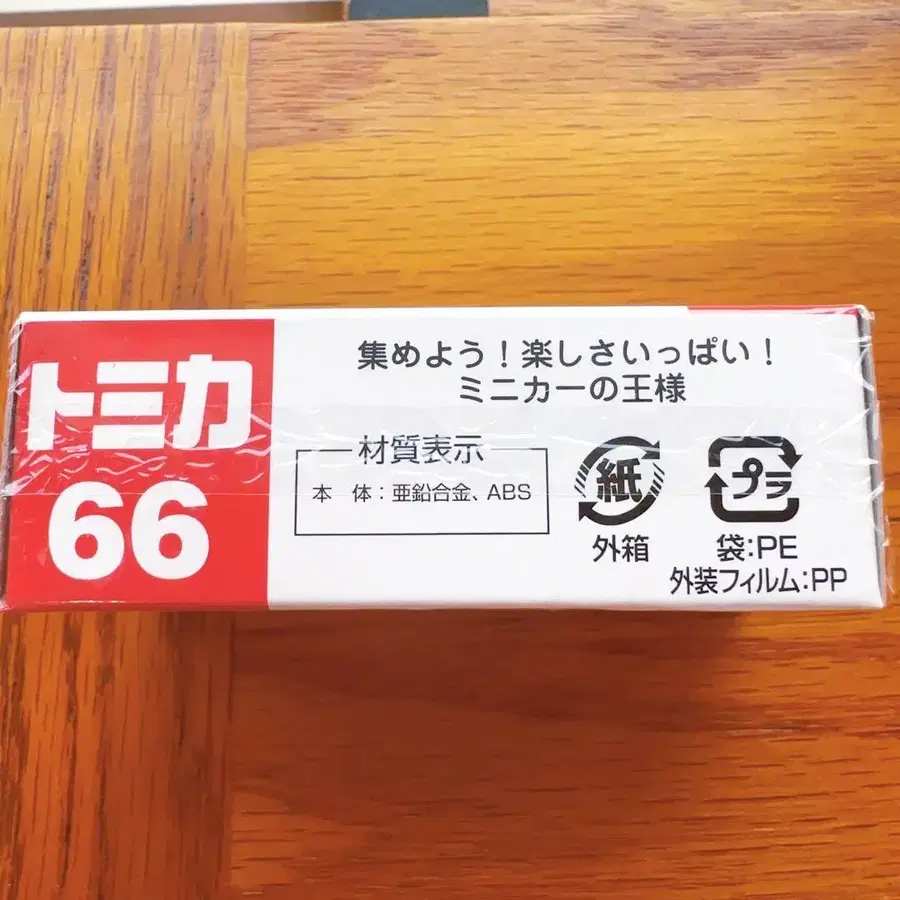 トミカ
66
集めよう!楽しさいっぱい!
ミニカーの王様
材質表示
本 体:亜鉛合金、ABS
紙
外箱
プラ
袋:PE
外装フィルム:PP